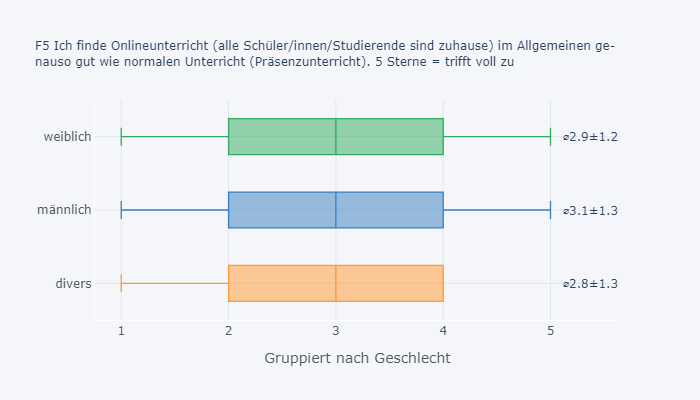 F5 Ich finde Onlineunterricht (alle Schüler/innen/Studierende sind zuhause) im Allgemeinen ge-
nauso gut wie normalen Unterricht (Präsenzunterricht). 5 Sterne = trifft voll zu
weiblich
⌀2.9±1.2
männlich
⌀3.1±1.3
divers
⌀2.8±1.3
1 2 3 4 5
Gruppiert nach Geschlecht